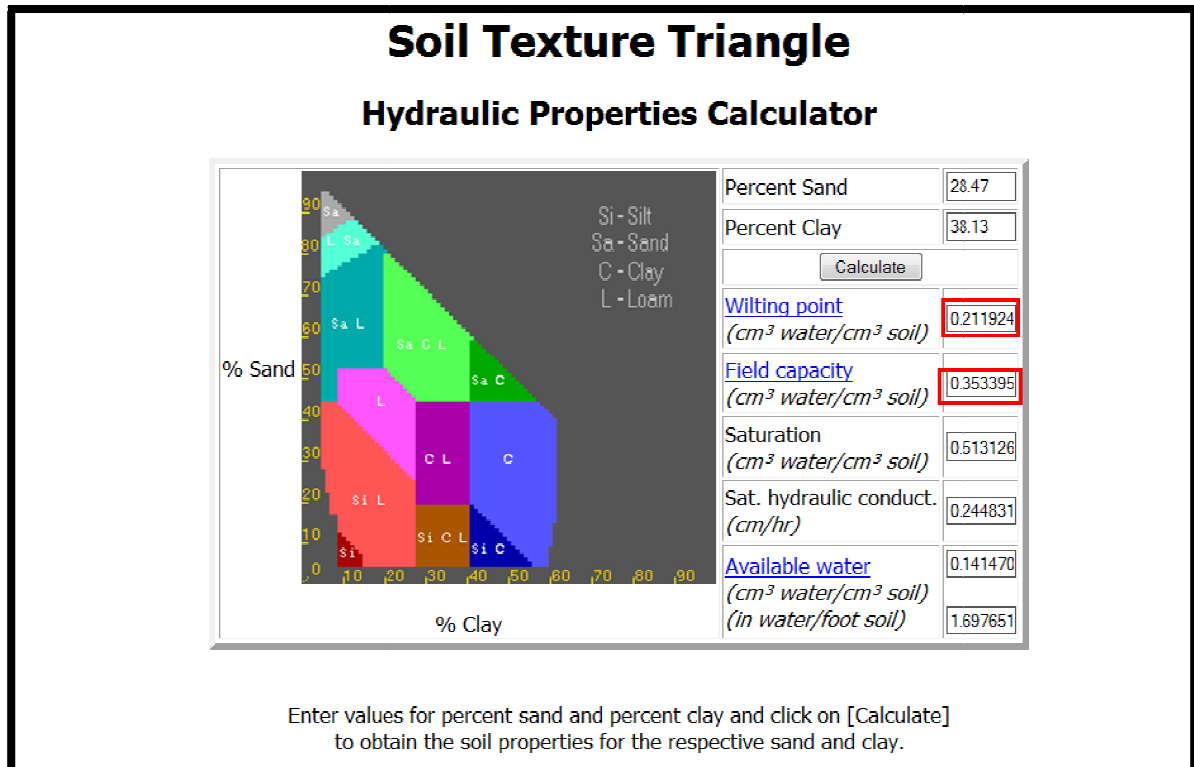 Soil Texture Triangle
Hydraulic Properties Calculator
% Sand
90
80
70
60
50
40
30
20
10
0
10 20 30 40 50 60 70 80 90
Sa
L Sa
Sa L
Sa C L
Sa C
L
C L
C
Si L
Si C L
Si C
Si
Si - Silt
Sa - Sand
C - Clay
L - Loam
% Clay
Percent Sand 28.47
Percent Clay 38.13
Calculate
Wilting point
(cm³ water/cm³ soil) 0.211924
Field capacity
(cm³ water/cm³ soil) 0.353395
Saturation
(cm³ water/cm³ soil) 0.513126
Sat. hydraulic conduct.
(cm/hr) 0.244831
Available water 0.141470
(cm³ water/cm³ soil)
(in water/foot soil) 1.697651
Enter values for percent sand and percent clay and click on [Calculate]
to obtain the soil properties for the respective sand and clay.